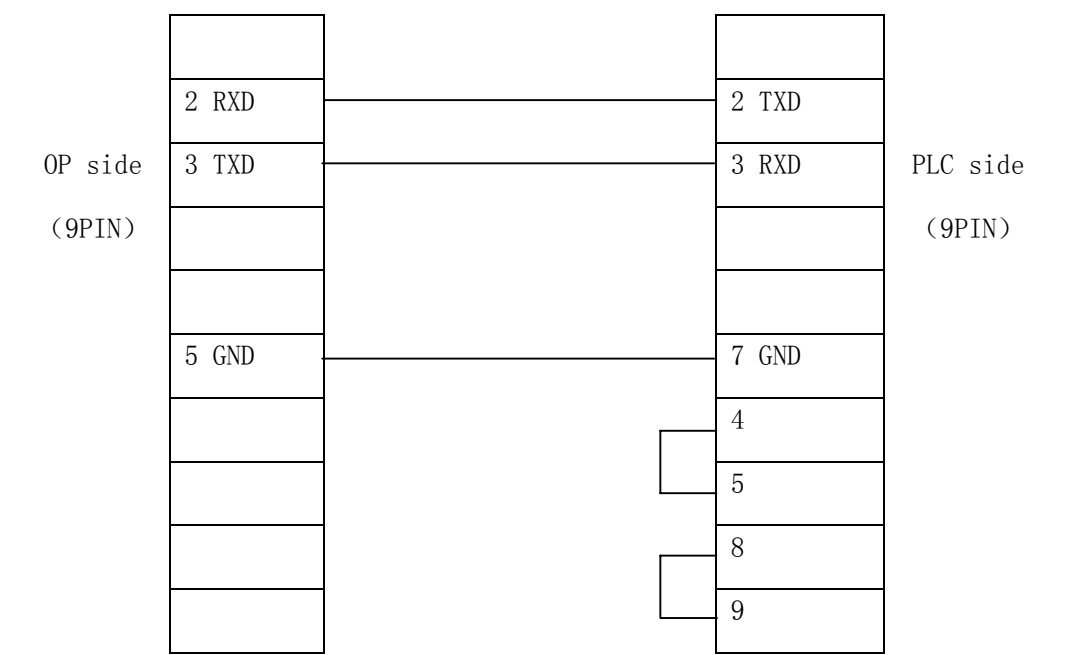 2 RXD
2 TXD
OP side
3 TXD
3 RXD
PLC side
（9PIN）
（9PIN）
5 GND
7 GND
4
5
8
9